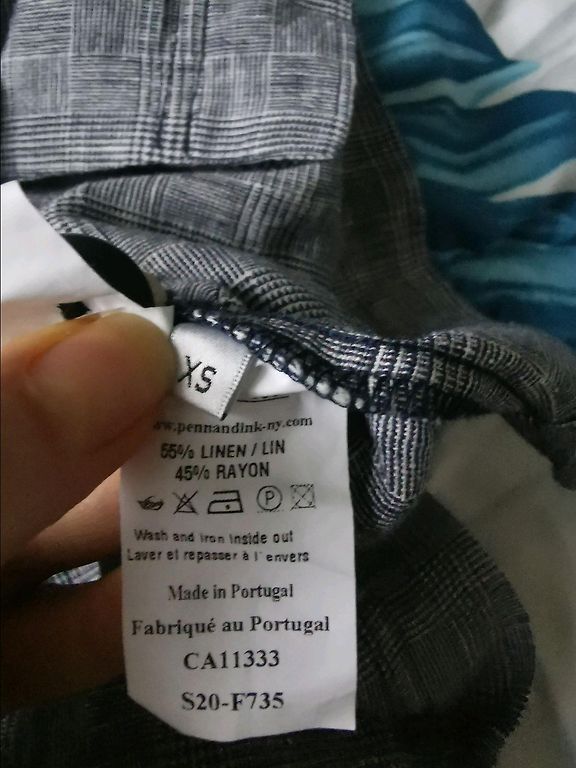 XS
www.pennandink-ny.com
55% LINEN / LIN
45% RAYON
P
Wash and Iron Inside out
Laver et repasser à l'envers
Made in Portugal
Fabriqué au Portugal
CA11333
S20-F735